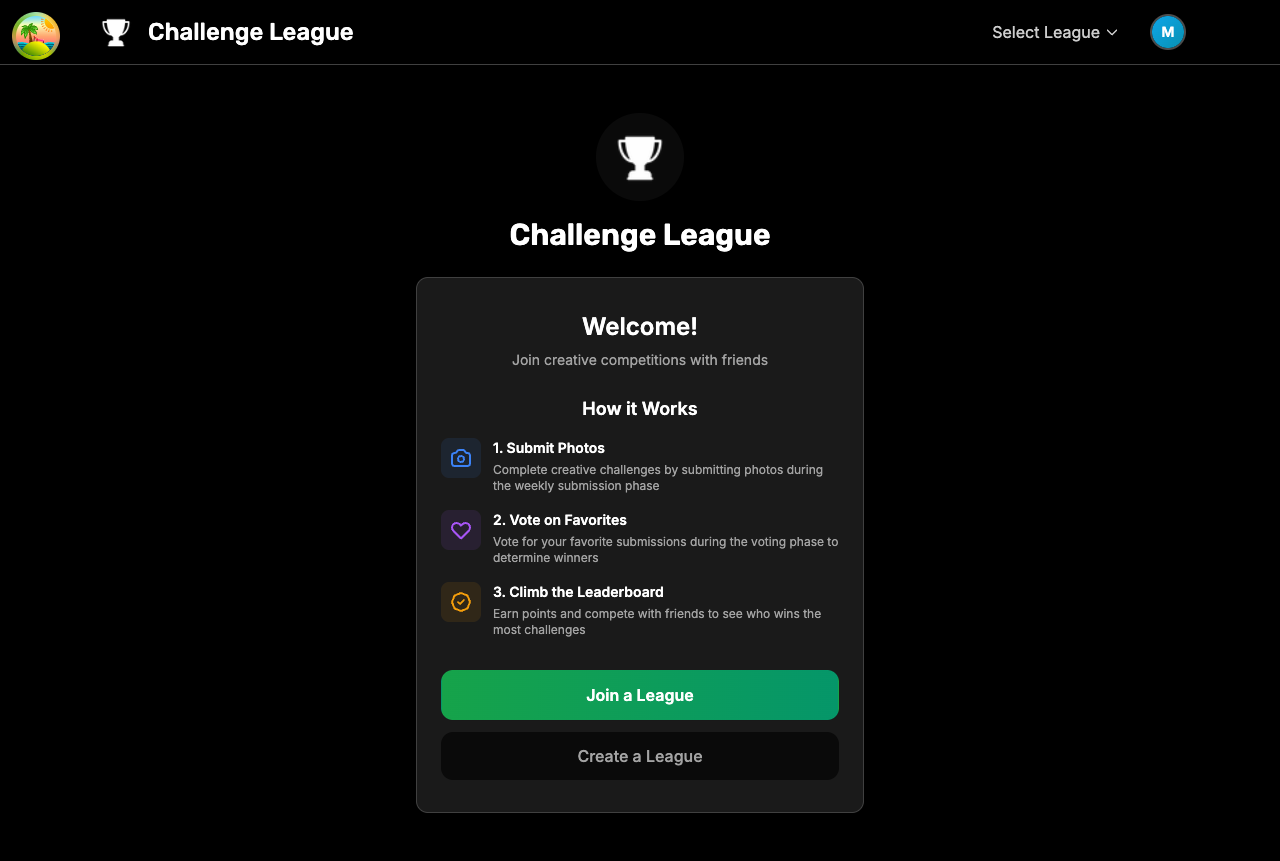 Challenge League
Select League
M
Challenge League
Welcome!
Join creative competitions with friends
How it Works
1. Submit Photos
Complete creative challenges by submitting photos during
the weekly submission phase
2. Vote on Favorites
Vote for your favorite submissions during the voting phase to
determine winners
3. Climb the Leaderboard
Earn points and compete with friends to see who wins the
most challenges
Join a League
Create a League